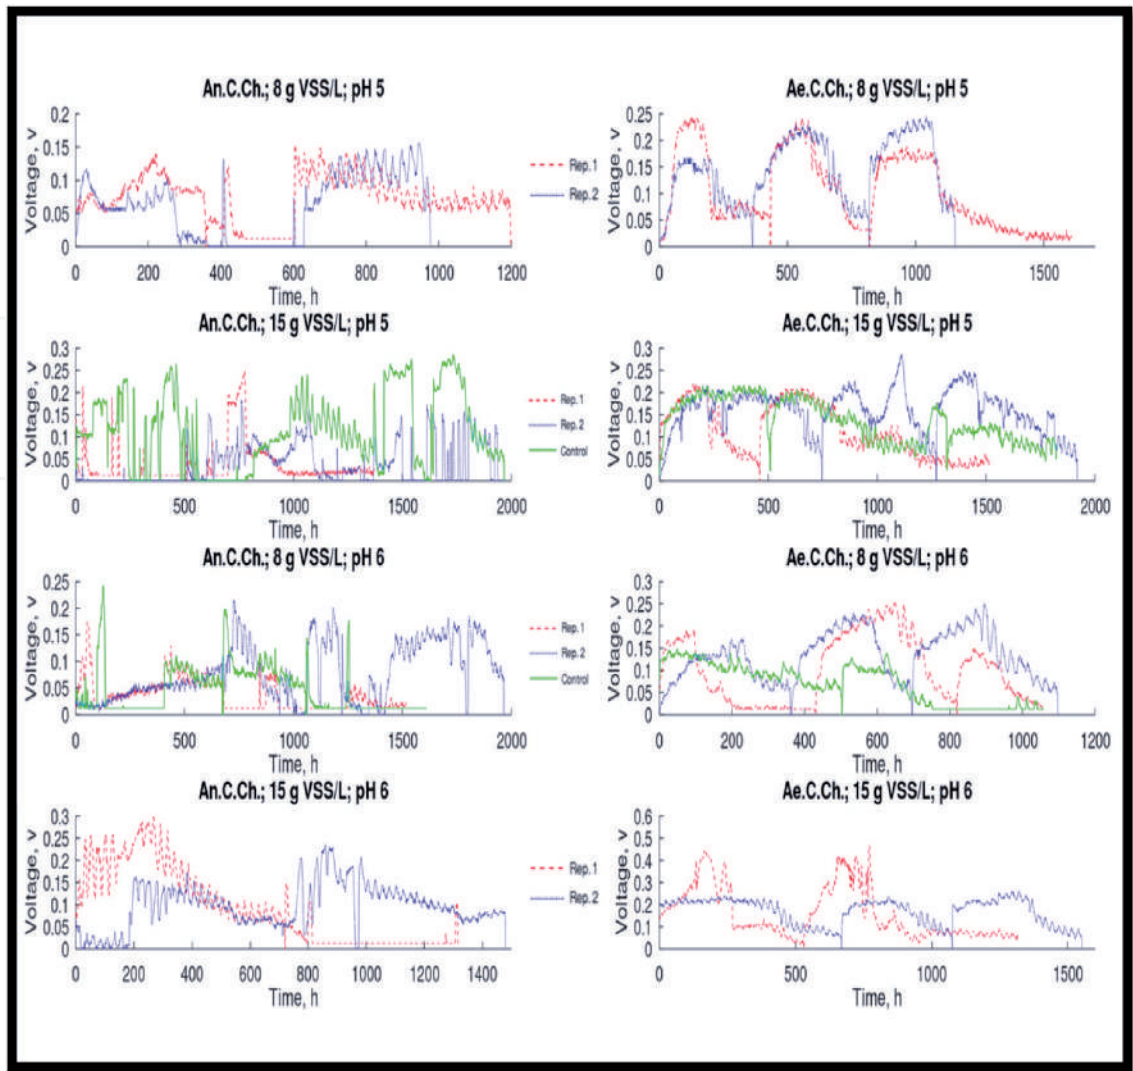 An.C.Ch.; 8 g VSS/L; pH 5
Voltage, v
0.2
0.15
0.1
0.05
0
0 200 400 600 800 1000 1200
Time, h
Rep. 1
Rep. 2
Ae.C.Ch.; 8 g VSS/L; pH 5
Voltage, v
0.25
0.2
0.15
0.1
0.05
0
0 500 1000 1500
Time, h
An.C.Ch.; 15 g VSS/L; pH 5
Voltage, v
0.3
0.25
0.2
0.15
0.1
0.05
0
0 500 1000 1500 2000
Time, h
Rep. 1
Rep. 2
Control
Ae.C.Ch.; 15 g VSS/L; pH 5
Voltage, v
0.3
0.25
0.2
0.15
0.1
0.05
0
0 500 1000 1500 2000
Time, h
An.C.Ch.; 8 g VSS/L; pH 6
Voltage, v
0.25
0.2
0.15
0.1
0.05
0
0 500 1000 1500 2000
Time, h
Rep. 1
Rep. 2
Control
Ae.C.Ch.; 8 g VSS/L; pH 6
Voltage, v
0.3
0.25
0.2
0.15
0.1
0.05
0
0 200 400 600 800 1000 1200
Time, h
An.C.Ch.; 15 g VSS/L; pH 6
Voltage, v
0.3
0.25
0.2
0.15
0.1
0.05
0
0 200 400 600 800 1000 1200 1400
Time, h
Rep. 1
Rep. 2
Ae.C.Ch.; 15 g VSS/L; pH 6
Voltage, v
0.6
0.5
0.4
0.3
0.2
0.1
0
0 500 1000 1500
Time, h